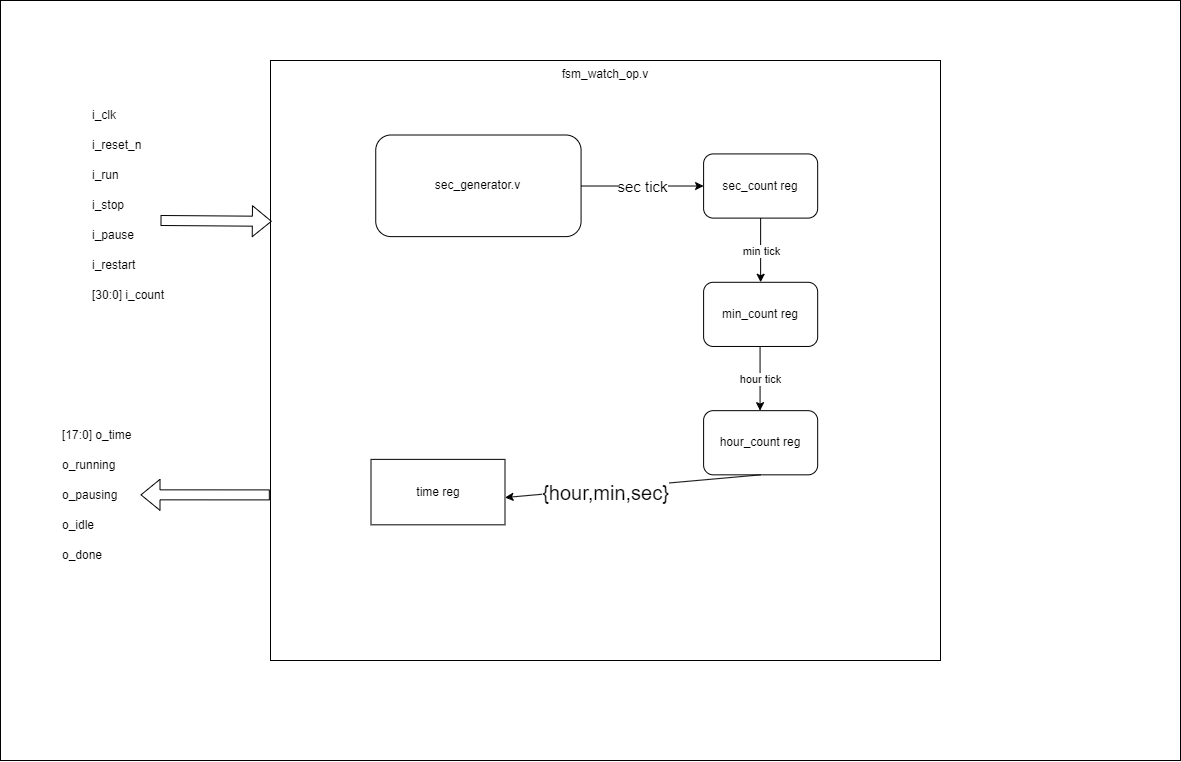 fsm_watch_op.v
i_clk
i_reset_n
i_run
i_stop
i_pause
i_restart
[30:0] i_count
sec_generator.v
sec tick
sec_count reg
min tick
min_count reg
hour tick
hour_count reg
{hour,min,sec}
time reg
[17:0] o_time
o_running
o_pausing
o_idle
o_done